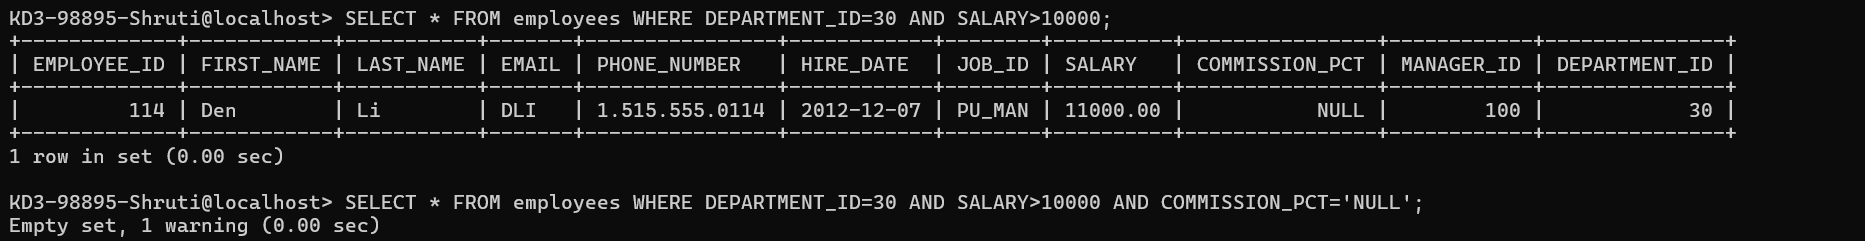 KD3-98895-Shruti@localhost> SELECT * FROM employees WHERE DEPARTMENT_ID=30 AND SALARY>10000;
+-------------+------------+-----------+-------+----------------+------------+--------+----------+----------------+------------+---------------+
| EMPLOYEE_ID | FIRST_NAME | LAST_NAME | EMAIL | PHONE_NUMBER   | HIRE_DATE  | JOB_ID | SALARY   | COMMISSION_PCT | MANAGER_ID | DEPARTMENT_ID |
+-------------+------------+-----------+-------+----------------+------------+--------+----------+----------------+------------+---------------+
|         114 | Den        | Li        | DLI   | 1.515.555.0114 | 2012-12-07 | PU_MAN | 11000.00 |           NULL |        100 |            30 |
+-------------+------------+-----------+-------+----------------+------------+--------+----------+----------------+------------+---------------+
1 row in set (0.00 sec)

KD3-98895-Shruti@localhost> SELECT * FROM employees WHERE DEPARTMENT_ID=30 AND SALARY>10000 AND COMMISSION_PCT='NULL';
Empty set, 1 warning (0.00 sec)